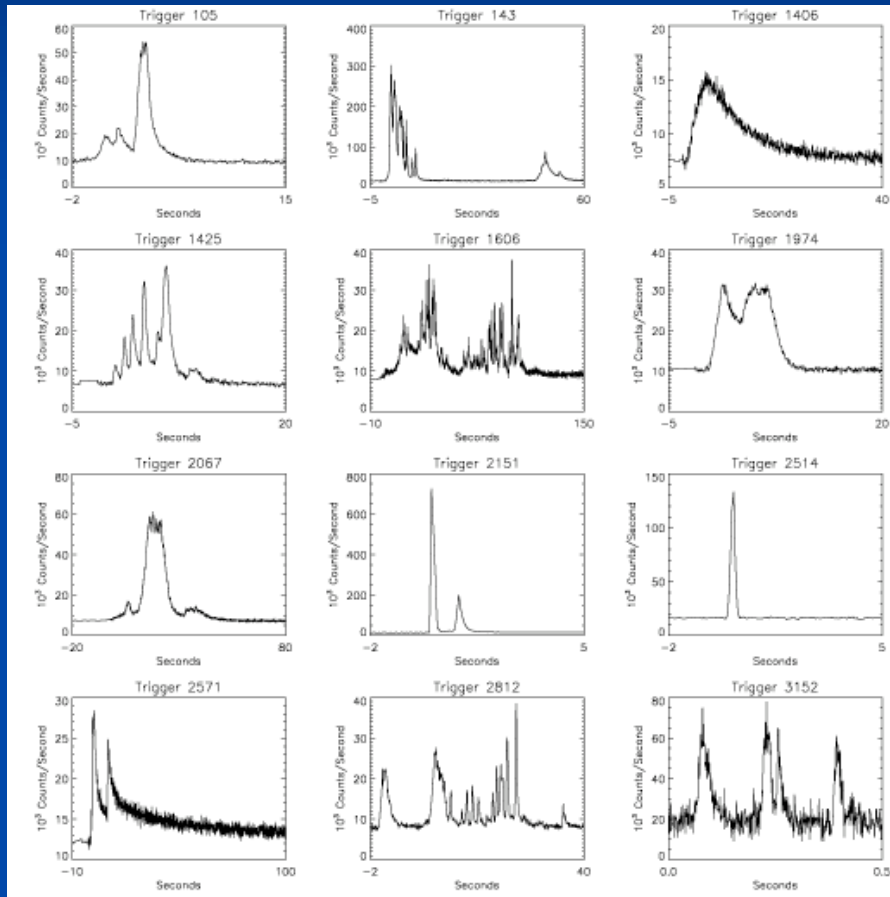 Trigger 105
10³ Counts/Second
60
50
40
30
20
10
0
-2
15
Seconds
Trigger 143
10³ Counts/Second
400
300
200
100
0
-5
60
Seconds
Trigger 1406
10³ Counts/Second
20
15
10
5
-5
40
Seconds
Trigger 1425
10³ Counts/Second
40
30
20
10
0
-5
20
Seconds
Trigger 1606
10³ Counts/Second
40
30
20
10
0
-10
150
Seconds
Trigger 1974
10³ Counts/Second
40
30
20
10
0
-5
20
Seconds
Trigger 2067
10³ Counts/Second
80
60
40
20
0
-20
80
Seconds
Trigger 2151
10³ Counts/Second
800
600
400
200
0
-2
5
Seconds
Trigger 2514
10³ Counts/Second
150
100
50
0
-2
5
Seconds
Trigger 2571
10³ Counts/Second
30
25
20
15
10
-10
100
Seconds
Trigger 2812
10³ Counts/Second
40
30
20
10
0
-2
40
Seconds
Trigger 3152
10³ Counts/Second
80
60
40
20
0
0.0
0.5
Seconds